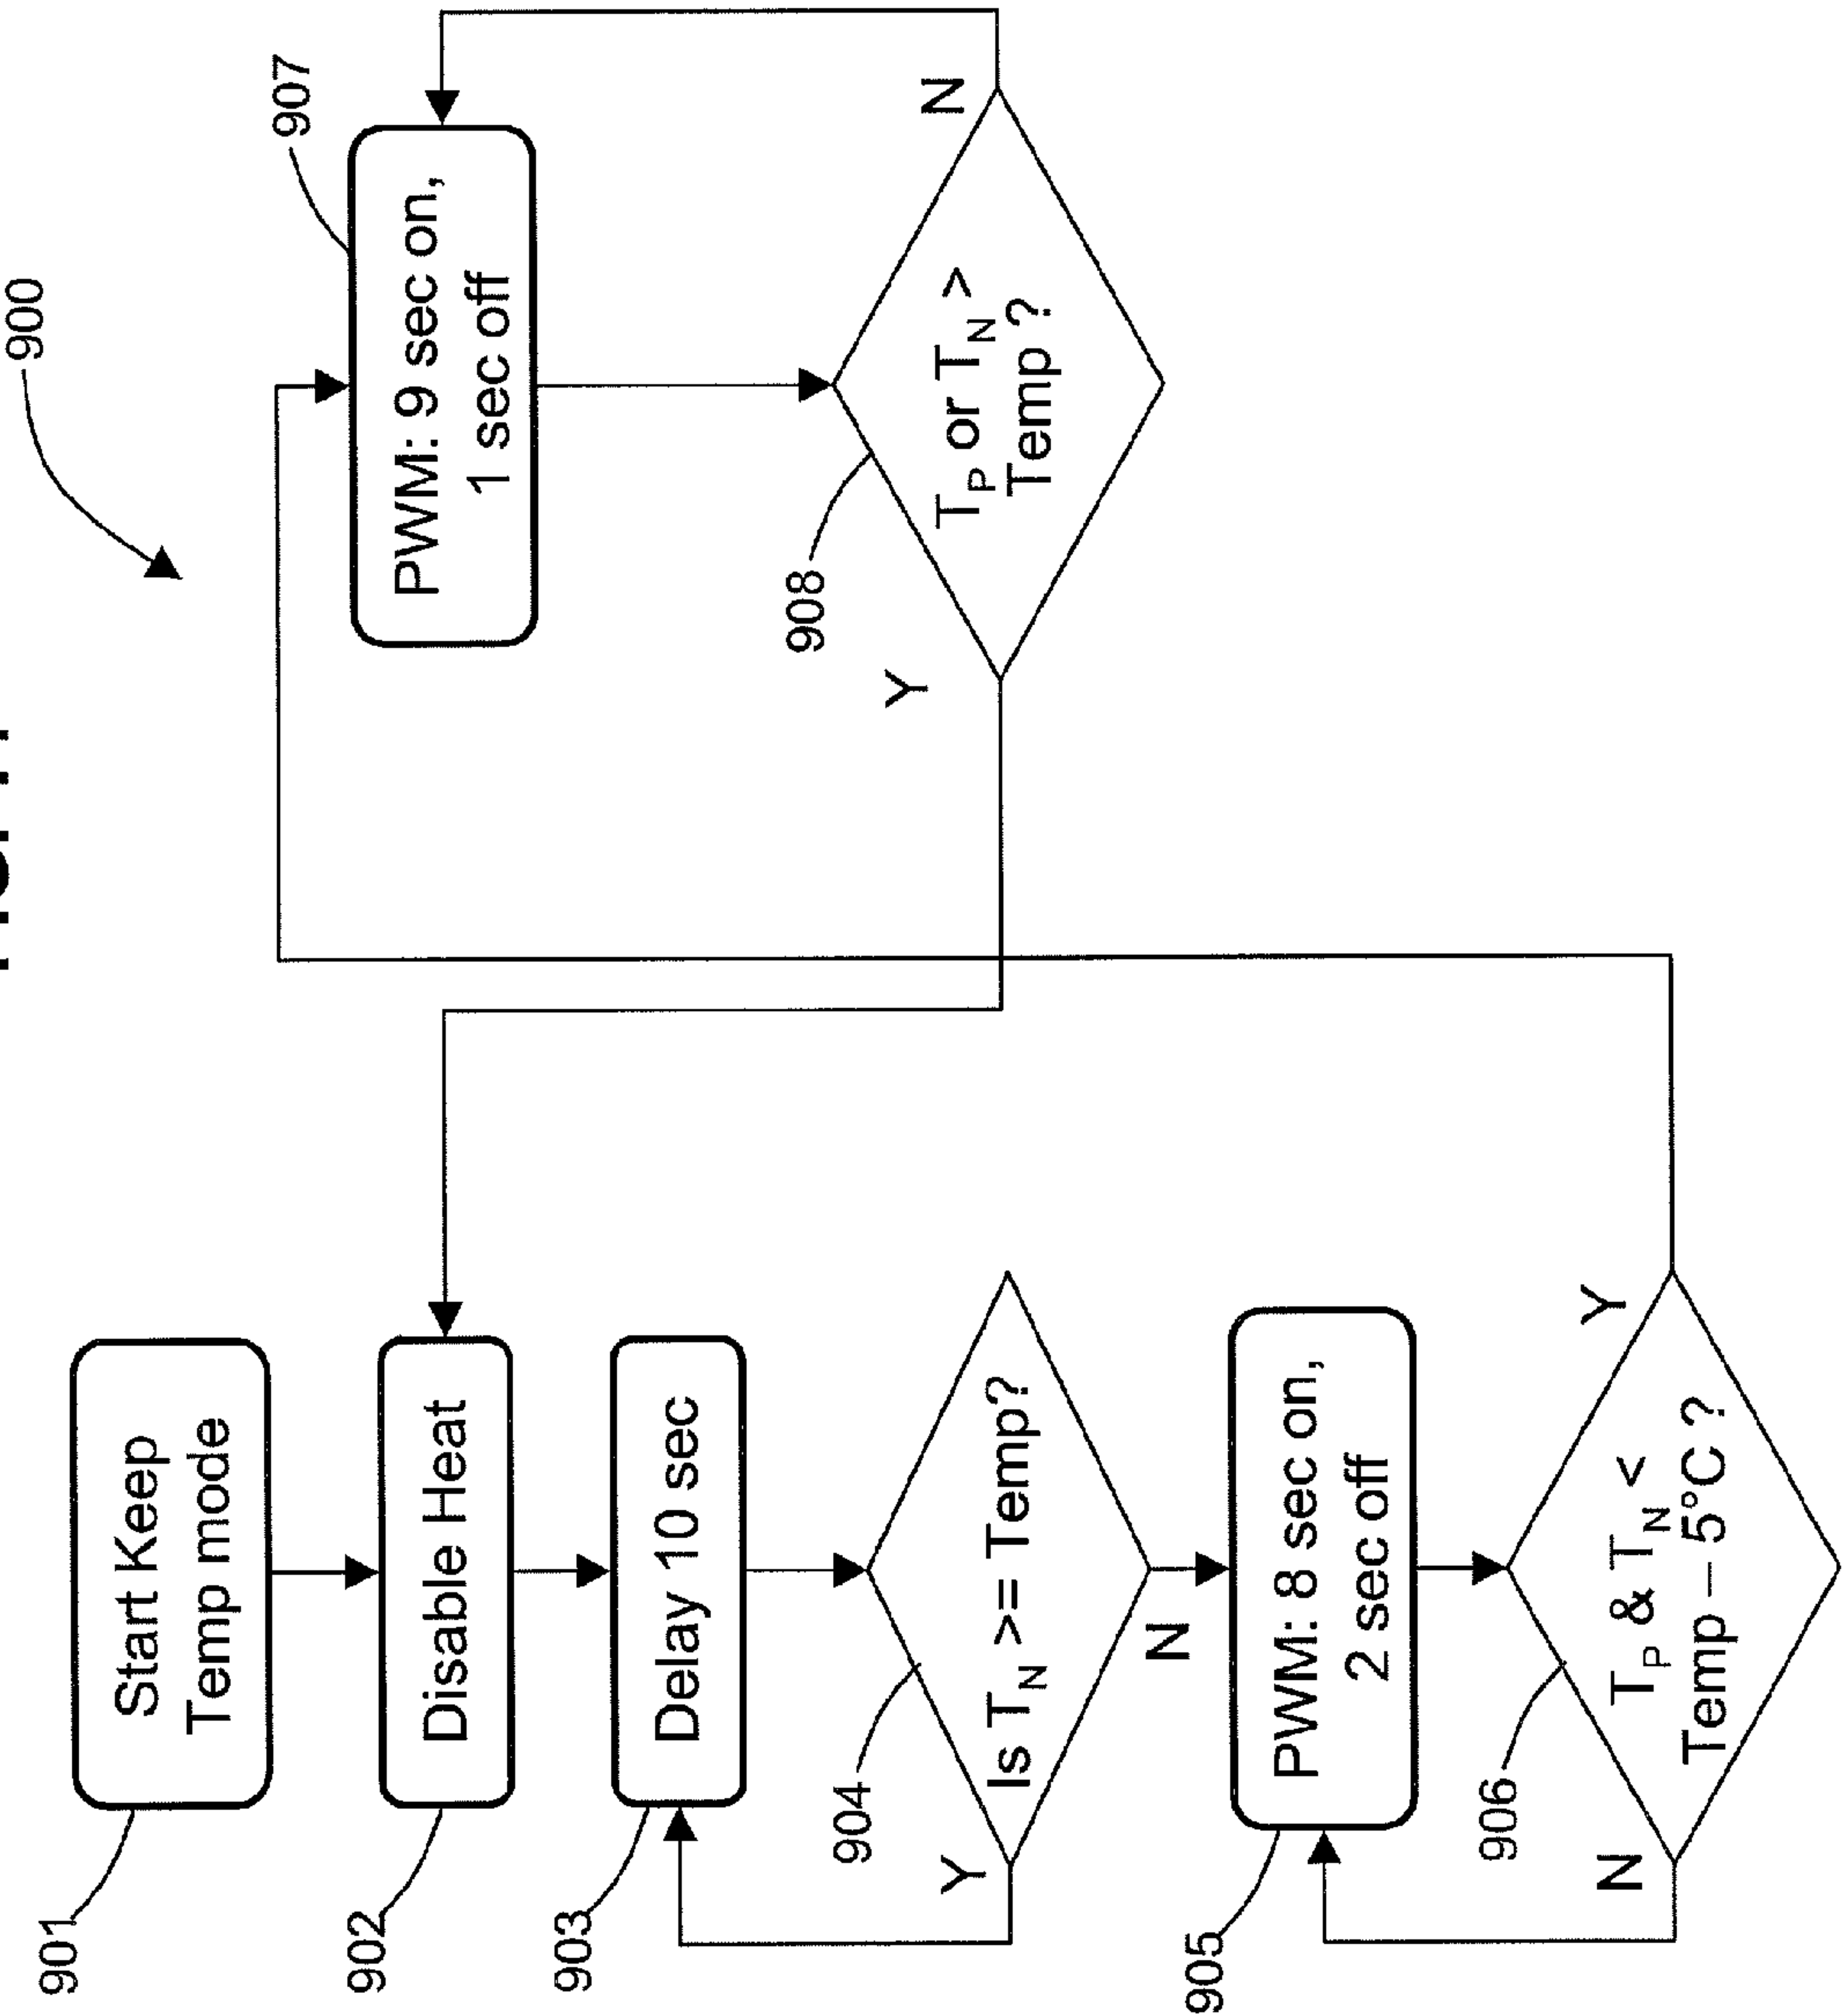 900
901
Start Keep
Temp mode
902
Disable Heat
903
Delay 10 sec
904
Is T_N >= Temp?
Y
N
905
PWM: 8 sec on,
2 sec off
906
T_P & T_N <
Temp – 5°C ?
N
Y
907
PWM: 9 sec on,
1 sec off
908
T_P or T_N >
Temp ?
Y
N